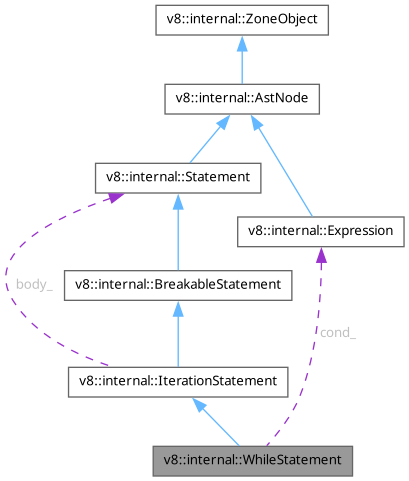 v8::internal::ZoneObject
v8::internal::AstNode
v8::internal::Statement
v8::internal::Expression
v8::internal::BreakableStatement
body_
cond_
v8::internal::IterationStatement
v8::internal::WhileStatement